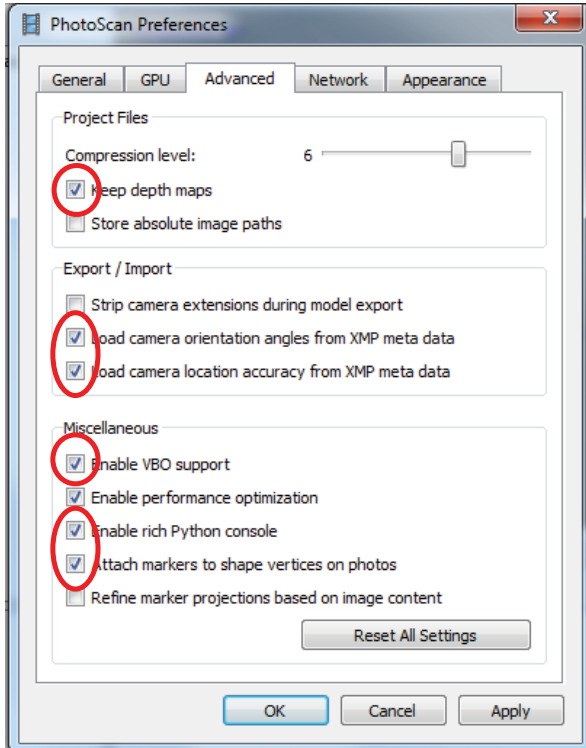 PhotoScan Preferences
General GPU Advanced Network Appearance
Project Files
Compression level: 6
Keep depth maps
Store absolute image paths
Export / Import
Strip camera extensions during model export
Load camera orientation angles from XMP meta data
Load camera location accuracy from XMP meta data
Miscellaneous
Enable VBO support
Enable performance optimization
Enable rich Python console
Attach markers to shape vertices on photos
Refine marker projections based on image content
Reset All Settings
OK Cancel Apply